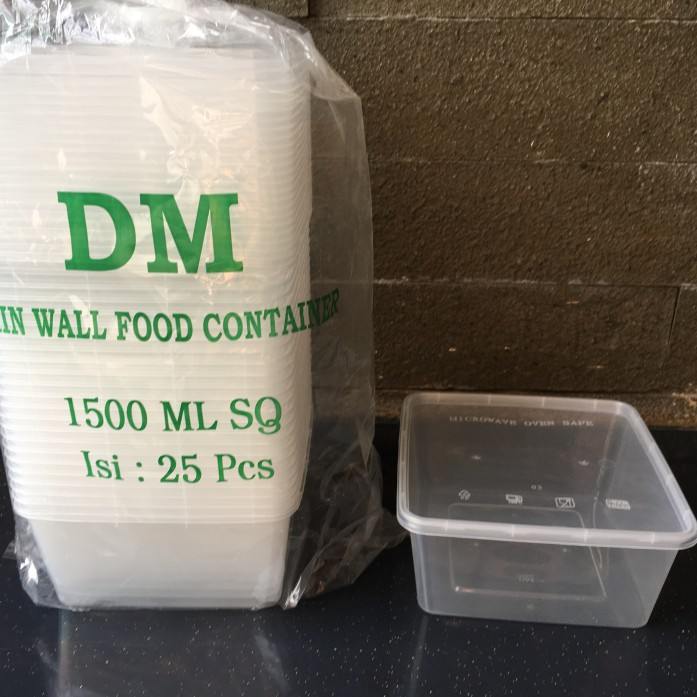 DM
IN WALL FOOD CONTAINER
1500 ML SQ
Isi : 25 Pcs
MICROWAVE OVEN SAFE